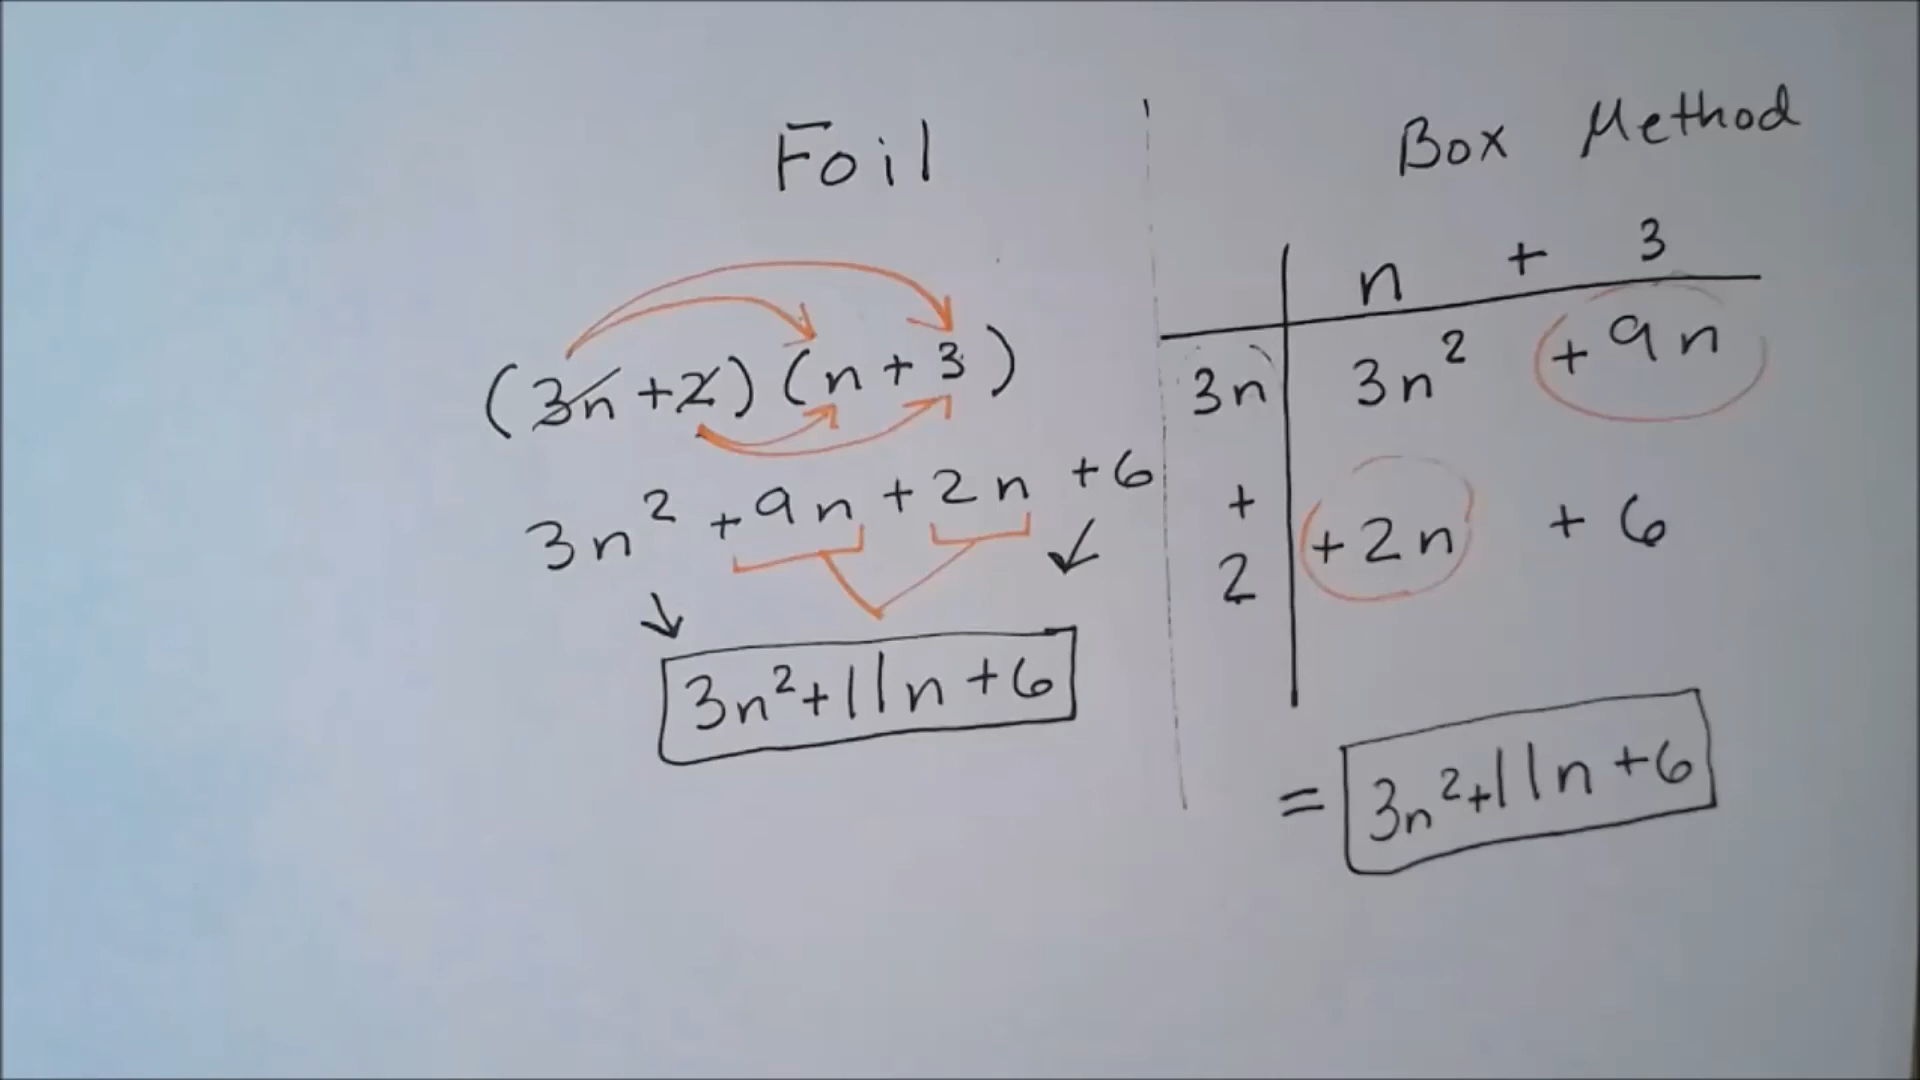 Foil
(3n+2)(n+3)
3n² +9n +2n +6
3n²+11n+6
Box Method
n + 3
3n 3n² +9n
+
2 +2n +6
= 3n²+11n+6